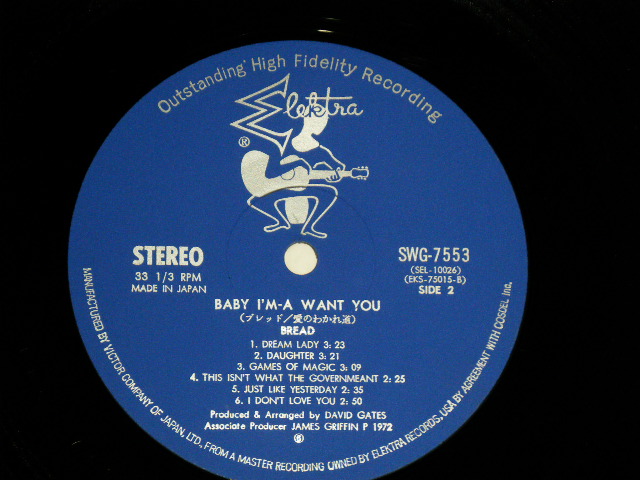 Outstanding High Fidelity Recording
Elektra
®
STEREO
33 1/3 RPM
MADE IN JAPAN
SWG-7553
(SEL-10026)
(EKS-75015-B)
SIDE 2
BABY I'M-A WANT YOU
(ブレッド/愛のわかれ道)
BREAD
1. DREAM LADY 3: 23
2. DAUGHTER 3: 21
3. GAMES OF MAGIC 3: 09
4. THIS ISN'T WHAT THE GOVERNMEANT 2: 25
5. JUST LIKE YESTERDAY 2: 35
6. I DON'T LOVE YOU 2: 50
Produced & Arranged by DAVID GATES
Associate Producer JAMES GRIFFIN P 1972
MANUFACTURED BY VICTOR COMPANY OF JAPAN, LTD., FROM A MASTER RECORDING OWNED BY ELEKTRA RECORDS, USA BY AGREEMENT WITH COSDEL Inc.